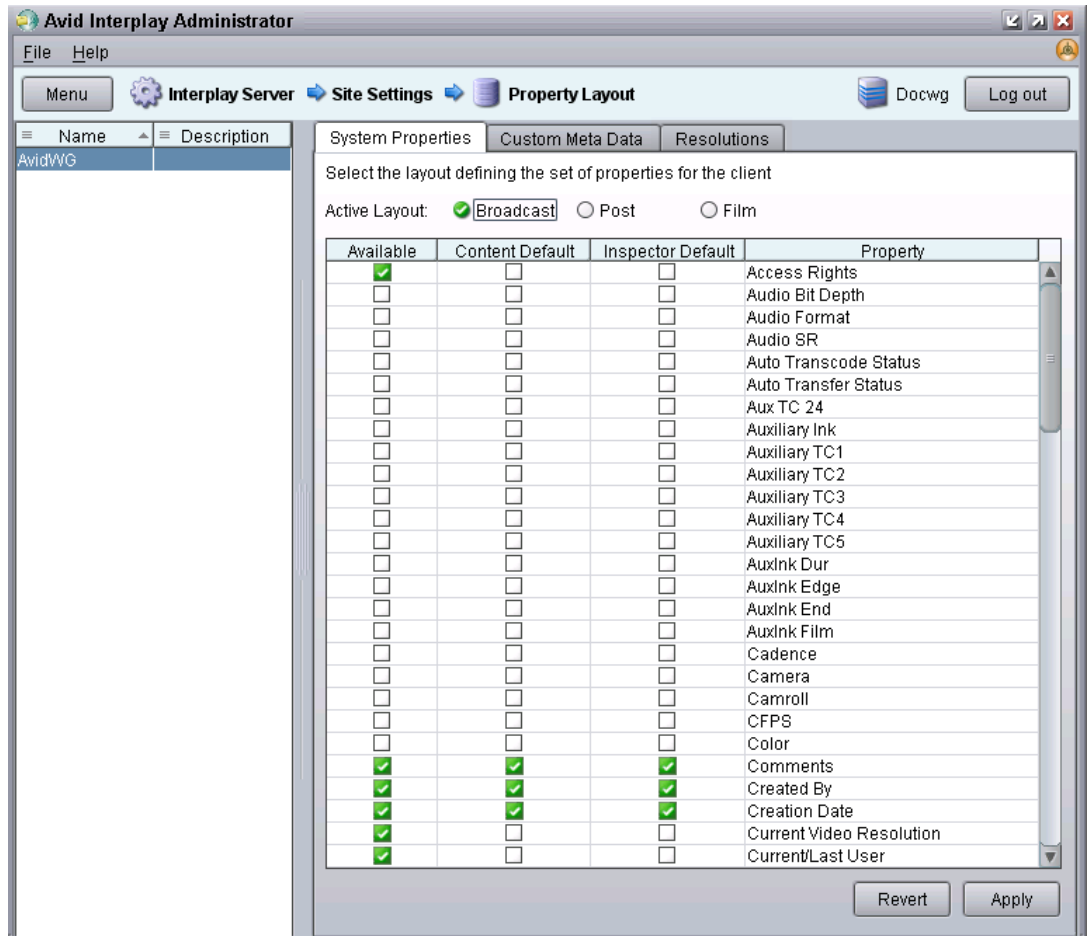 Avid Interplay Administrator
File Help
Menu Interplay Server Site Settings Property Layout Docwg Log out
Name Description
AvidWG
System Properties Custom Meta Data Resolutions
Select the layout defining the set of properties for the client
Active Layout: Broadcast Post Film
Available Content Default Inspector Default Property
Access Rights
Audio Bit Depth
Audio Format
Audio SR
Auto Transcode Status
Auto Transfer Status
Aux TC 24
Auxiliary Ink
Auxiliary TC1
Auxiliary TC2
Auxiliary TC3
Auxiliary TC4
Auxiliary TC5
AuxInk Dur
AuxInk Edge
AuxInk End
AuxInk Film
Cadence
Camera
Camroll
CFPS
Color
Comments
Created By
Creation Date
Current Video Resolution
Current/Last User
Revert Apply